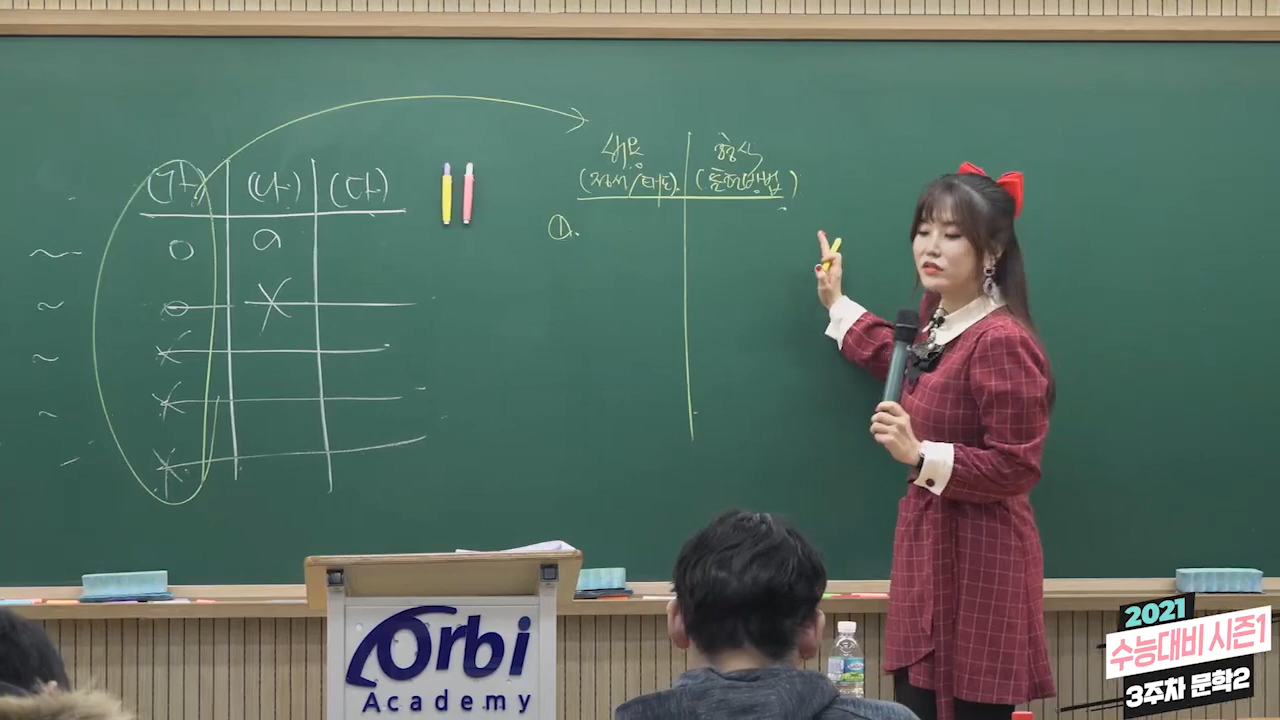 (가) (나) (다)
내용 형식
(정서/태도) (표현방법)
①.
Orbi
Academy
2021
수능대비 시즌1
3주차 문학2